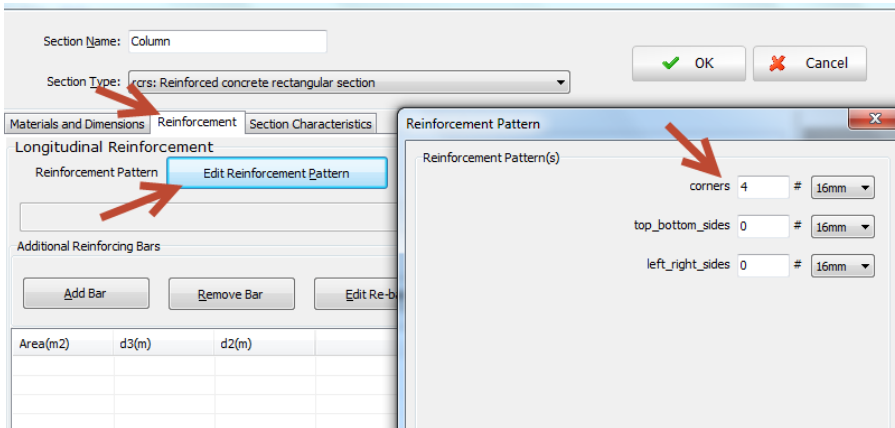 Section Name: Column
OK
Cancel
Section Type: rcrs: Reinforced concrete rectangular section
Materials and Dimensions
Reinforcement
Section Characteristics
Longitudinal Reinforcement
Reinforcement Pattern
Edit Reinforcement Pattern
Additional Reinforcing Bars
Add Bar
Remove Bar
Edit Re-b
Area(m2) d3(m) d2(m)
Reinforcement Pattern
X
Reinforcement Pattern(s)
corners 4 # 16mm
top_bottom_sides 0 # 16mm
left_right_sides 0 # 16mm